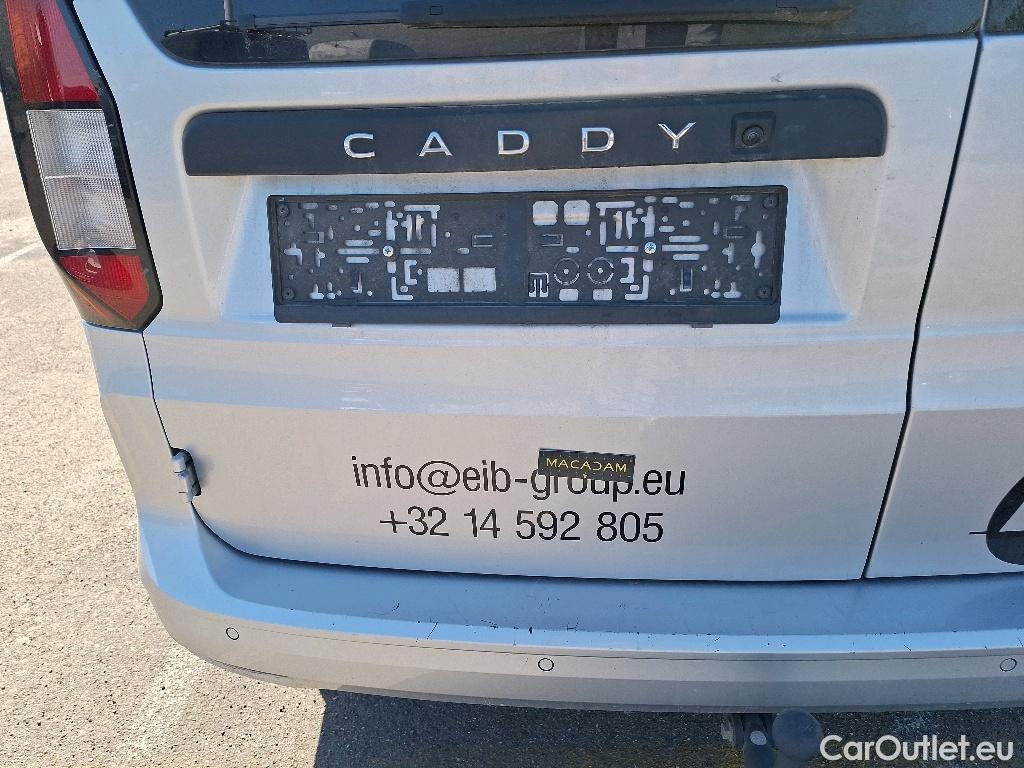 CADDY
MACADAM
info@eib-group.eu
+32 14 592 805
CarOutlet.eu